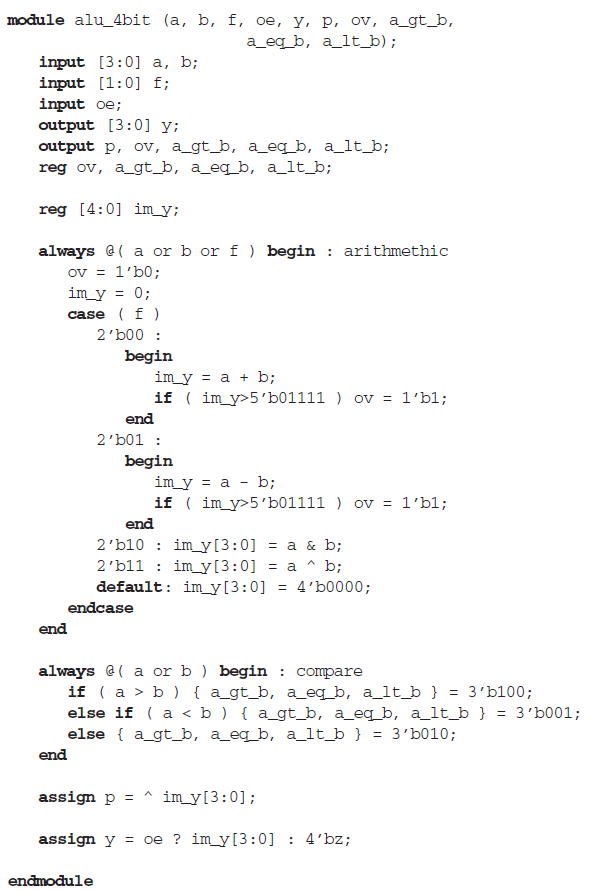 module alu_4bit (a, b, f, oe, y, p, ov, a_gt_b,
a_eq_b, a_lt_b);
input [3:0] a, b;
input [1:0] f;
input oe;
output [3:0] y;
output p, ov, a_gt_b, a_eq_b, a_lt_b;
reg ov, a_gt_b, a_eq_b, a_lt_b;
reg [4:0] im_y;
always @( a or b or f ) begin : arithmethic
ov = 1’b0;
im_y = 0;
case ( f )
2’b00 :
begin
im_y = a + b;
if ( im_y>5’b01111 ) ov = 1’b1;
end
2’b01 :
begin
im_y = a - b;
if ( im_y>5’b01111 ) ov = 1’b1;
end
2’b10 : im_y[3:0] = a & b;
2’b11 : im_y[3:0] = a ^ b;
default: im_y[3:0] = 4’b0000;
endcase
end
always @( a or b ) begin : compare
if ( a > b ) { a_gt_b, a_eq_b, a_lt_b } = 3’b100;
else if ( a < b ) { a_gt_b, a_eq_b, a_lt_b } = 3’b001;
else { a_gt_b, a_eq_b, a_lt_b } = 3’b010;
end
assign p = ^ im_y[3:0];
assign y = oe ? im_y[3:0] : 4’bz;
endmodule